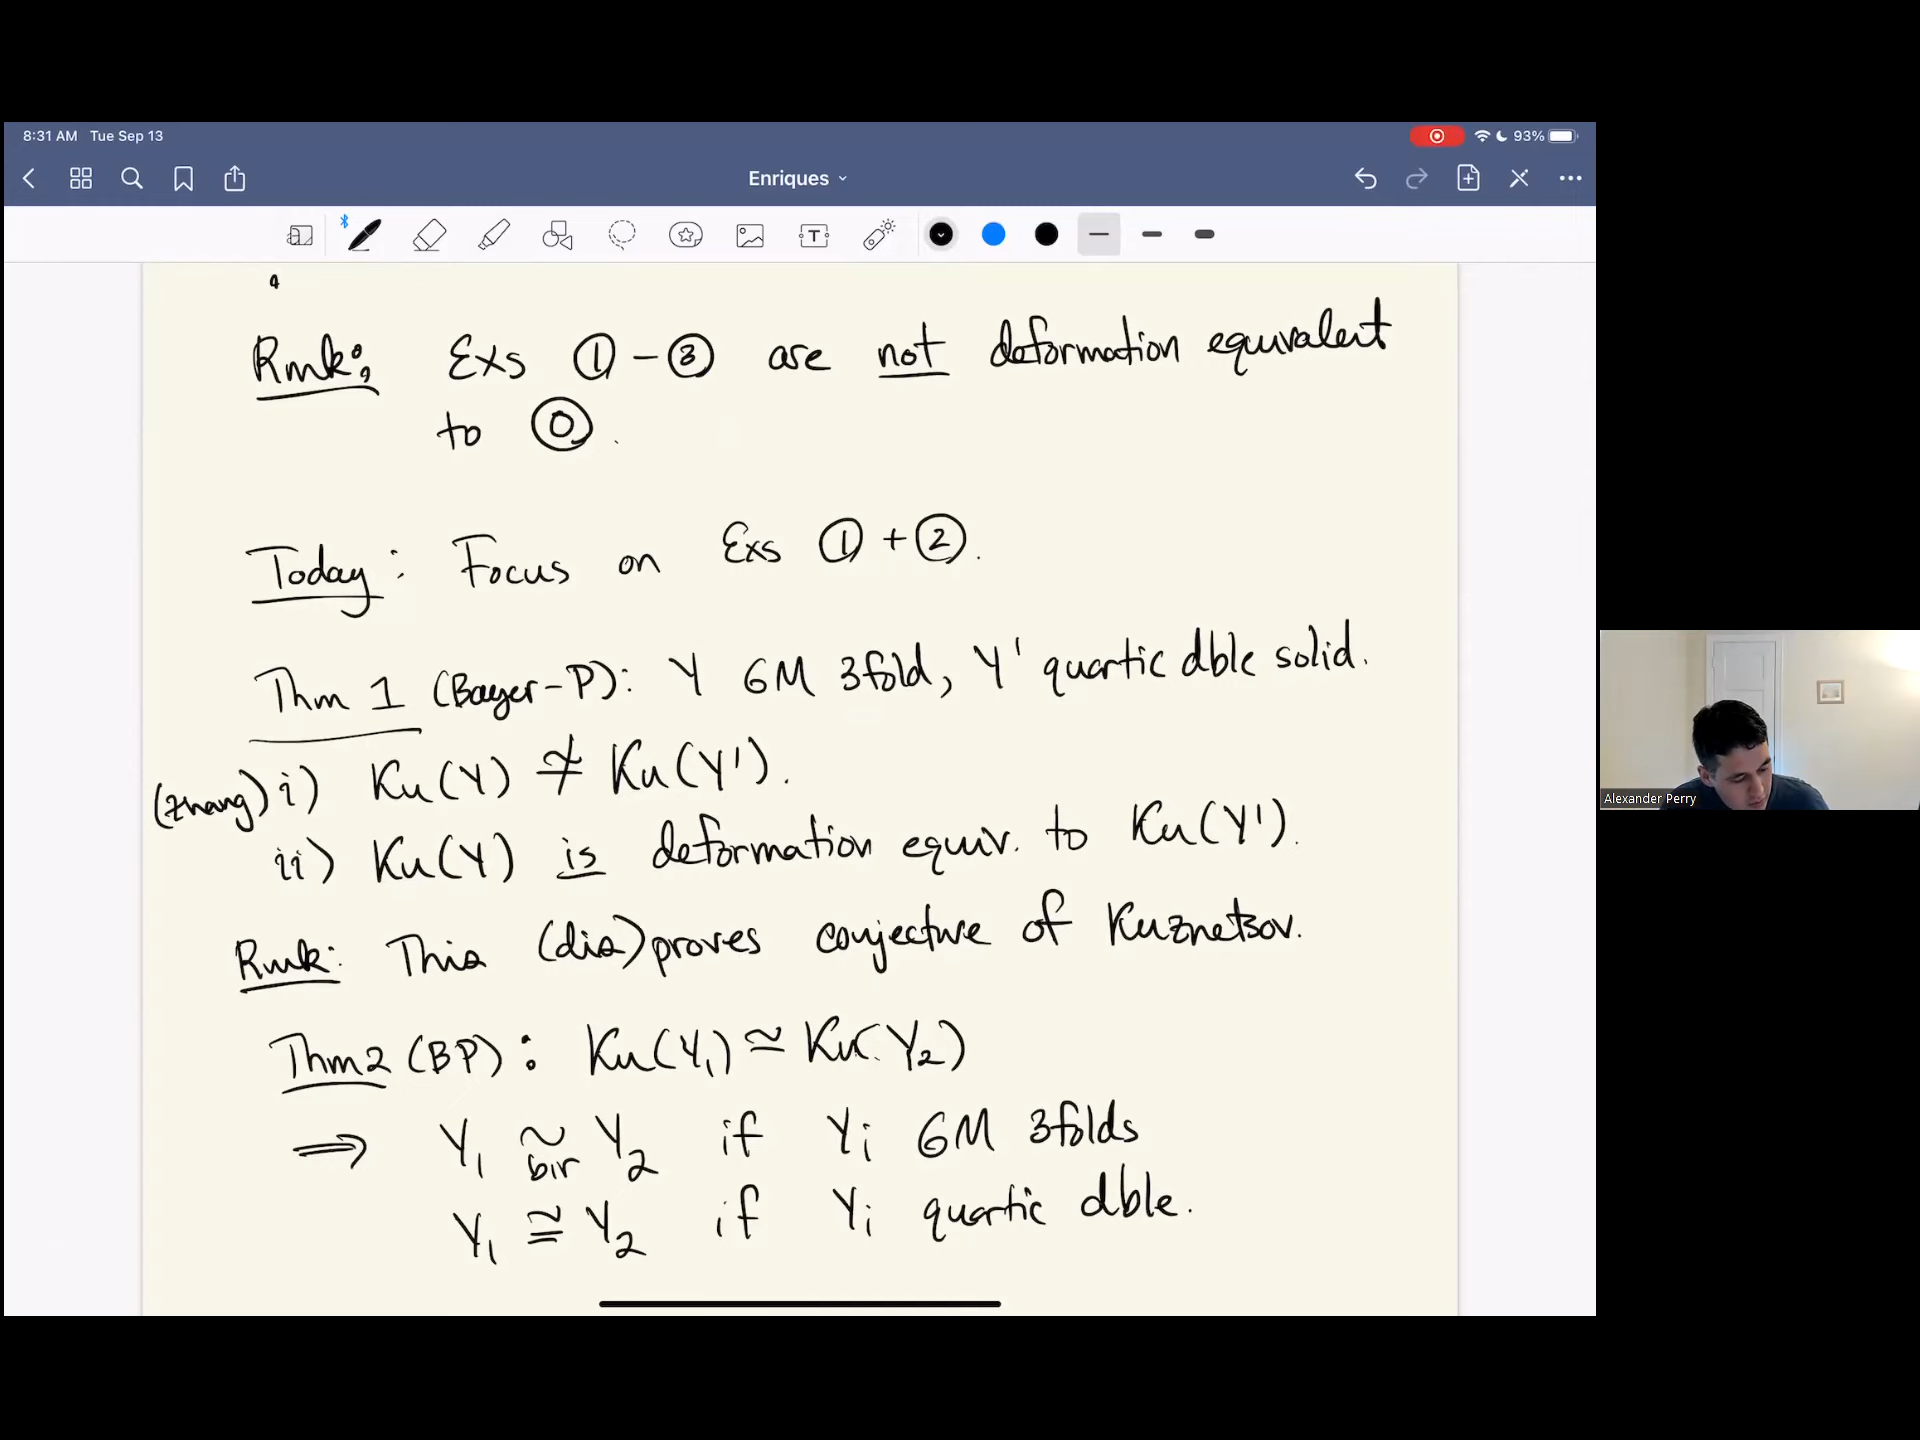 8:31 AM Tue Sep 13
93%
Enriques
T
Rmk: Exs ① - ③ are not deformation equivalent
to ⓪.
Today: Focus on Exs ① + ②.
Thm 1 (Bayer-P): Y GM 3fold, Y' quartic dble solid.
(Zhang) i) Ku(Y) ≄ Ku(Y').
ii) Ku(Y) is deformation equiv. to Ku(Y').
Rmk: This (dis)proves conjecture of Kuznetsov.
Thm 2 (BP): Ku(Y₁) ≃ Ku(Y₂)
⟹ Y₁ ~bir Y₂ if Yi GM 3folds
Y₁ ≅ Y₂ if Yi quartic dble.
Alexander Perry